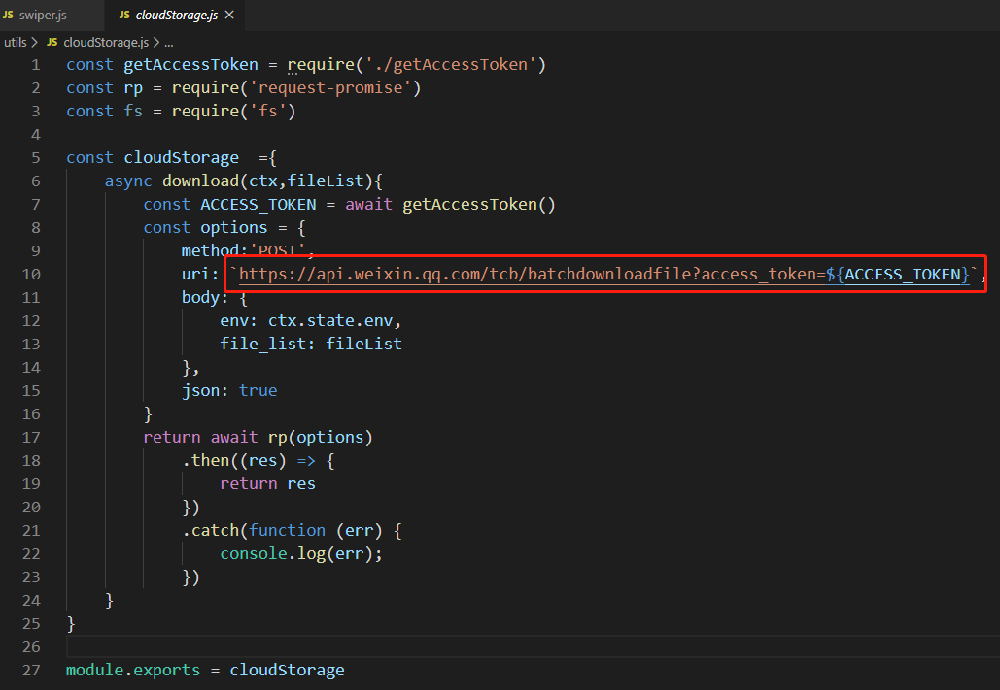 JS swiper.js JS cloudStorage.js ×
utils > JS cloudStorage.js > ...
1 const getAccessToken = require('./getAccessToken')
2 const rp = require('request-promise')
3 const fs = require('fs')
4
5 const cloudStorage  ={
6     async download(ctx,fileList){
7         const ACCESS_TOKEN = await getAccessToken()
8         const options = {
9             method:'POST',
10             uri: `https://api.weixin.qq.com/tcb/batchdownloadfile?access_token=${ACCESS_TOKEN}`,
11             body: {
12                 env: ctx.state.env,
13                 file_list: fileList
14             },
15             json: true
16         }
17         return await rp(options)
18             .then((res) => {
19                 return res
20             })
21             .catch(function (err) {
22                 console.log(err);
23             })
24     }
25 }
26
27 module.exports = cloudStorage